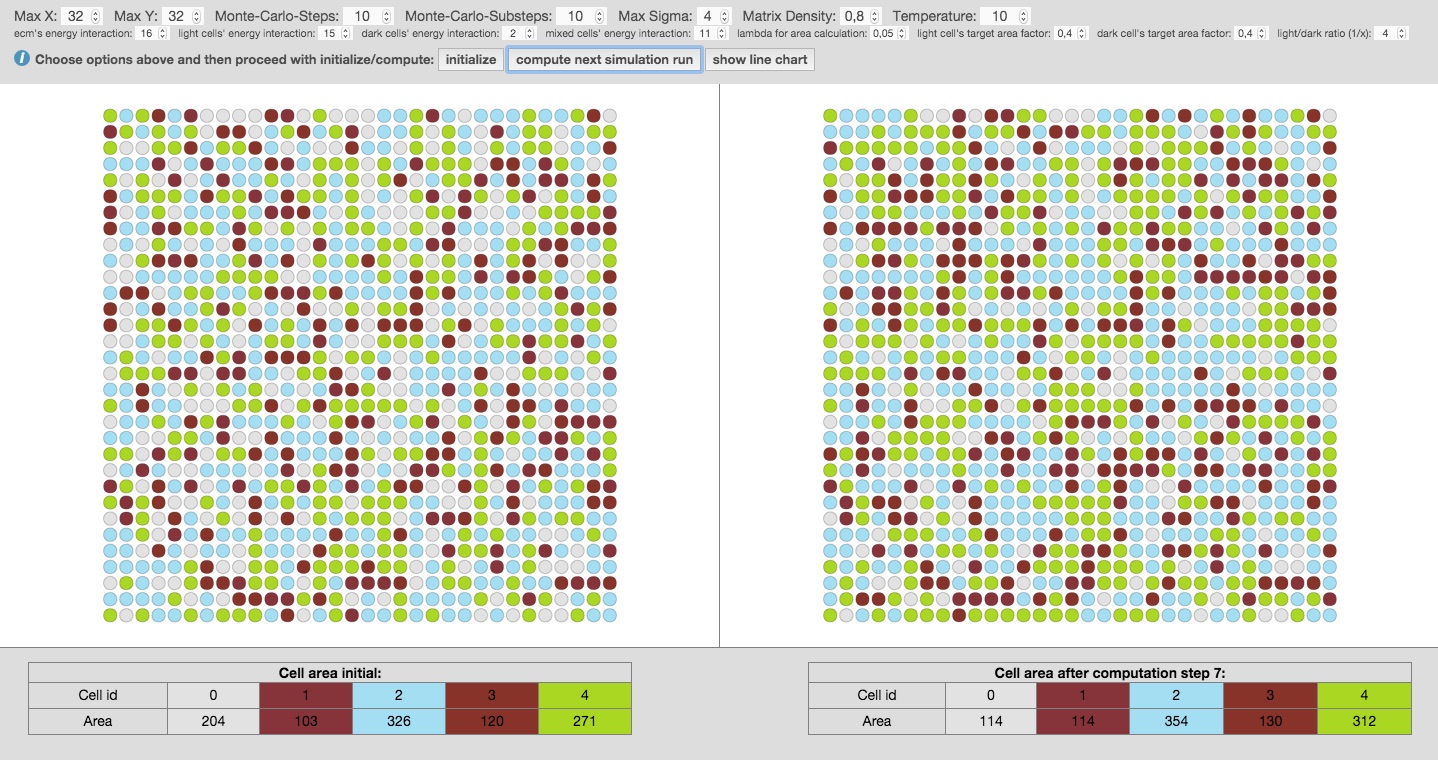 Max X: 32 Max Y: 32 Monte-Carlo-Steps: 10 Monte-Carlo-Substeps: 10 Max Sigma: 4 Matrix Density: 0,8 Temperature: 10
ecm's energy interaction: 16 light cells' energy interaction: 15 dark cells' energy interaction: 2 mixed cells' energy interaction: 11 lambda for area calculation: 0,05 light cell's target area factor: 0,4 dark cell's target area factor: 0,4 light/dark ratio (1/x): 4
i Choose options above and then proceed with initialize/compute: initialize compute next simulation run show line chart
Cell area initial:
Cell id 0 1 2 3 4
Area 204 103 326 120 271
Cell area after computation step 7:
Cell id 0 1 2 3 4
Area 114 114 354 130 312